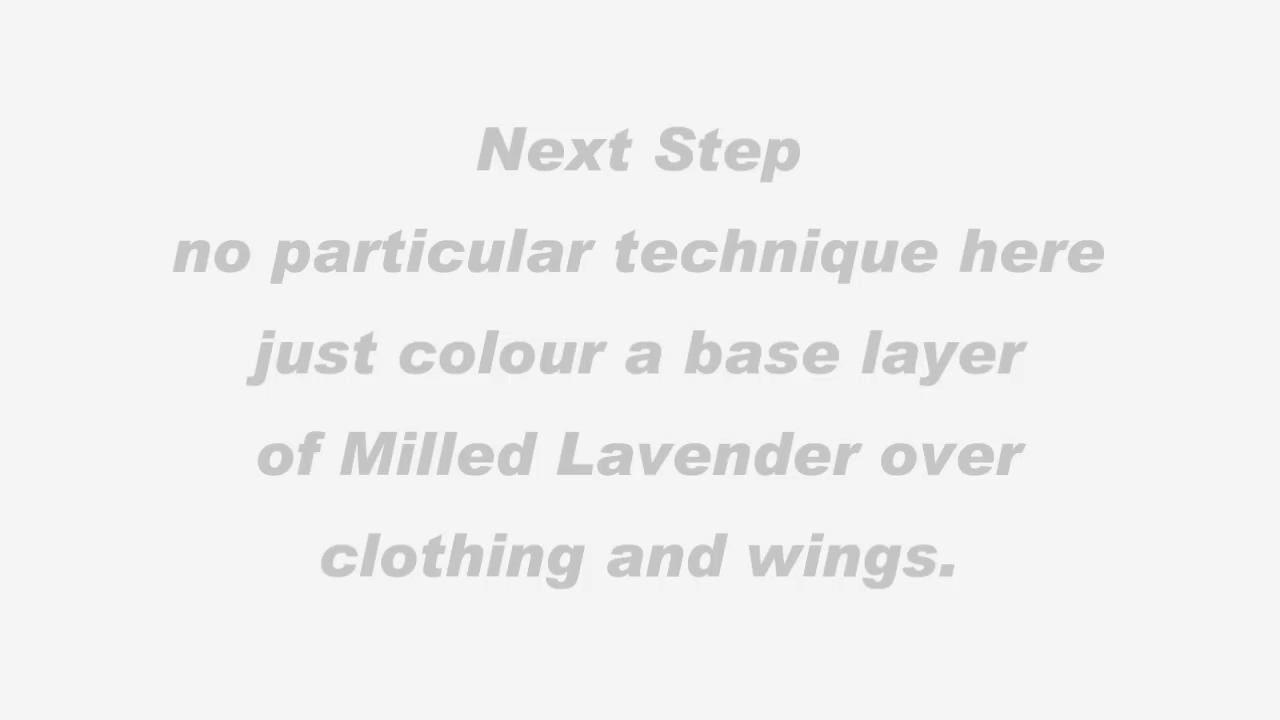 Next Step
no particular technique here
just colour a base layer
of Milled Lavender over
clothing and wings.